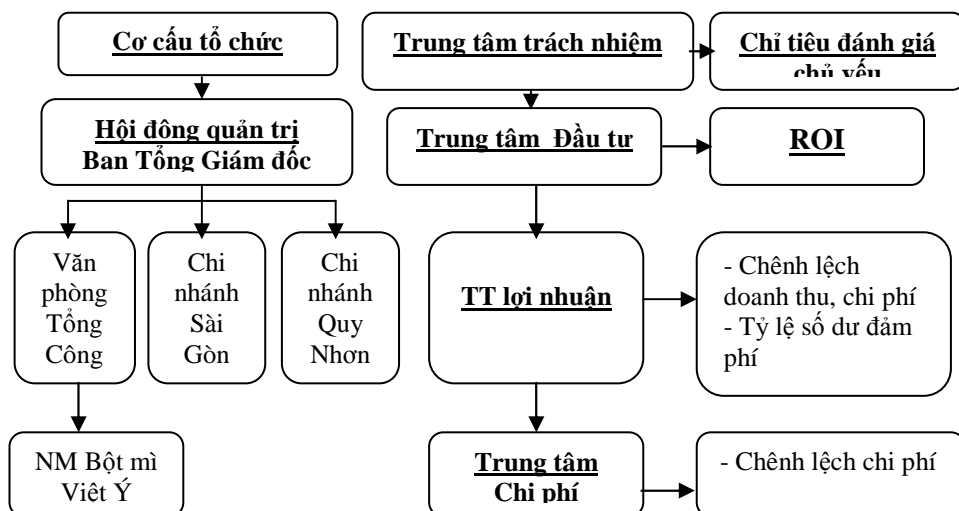 Cơ cấu tổ chức
Trung tâm trách nhiệm
Chỉ tiêu đánh giá
chủ yếu
Hội đông quản trị
Ban Tổng Giám đốc
Trung tâm Đầu tư
ROI
Văn
phòng
Tổng
Công
Chi
nhánh
Sài
Gòn
Chi
nhánh
Quy
Nhơn
TT lợi nhuận
- Chênh lệch
doanh thu, chi phí
- Tỷ lệ số dư đảm
phí
NM Bột mì
Việt Ý
Trung tâm
Chi phí
- Chênh lệch chi phí